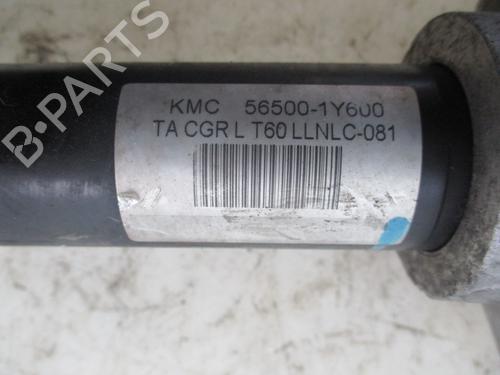 B-PARTS
KMC 56500-1Y600
TA CGR L T60 LLNLC-081